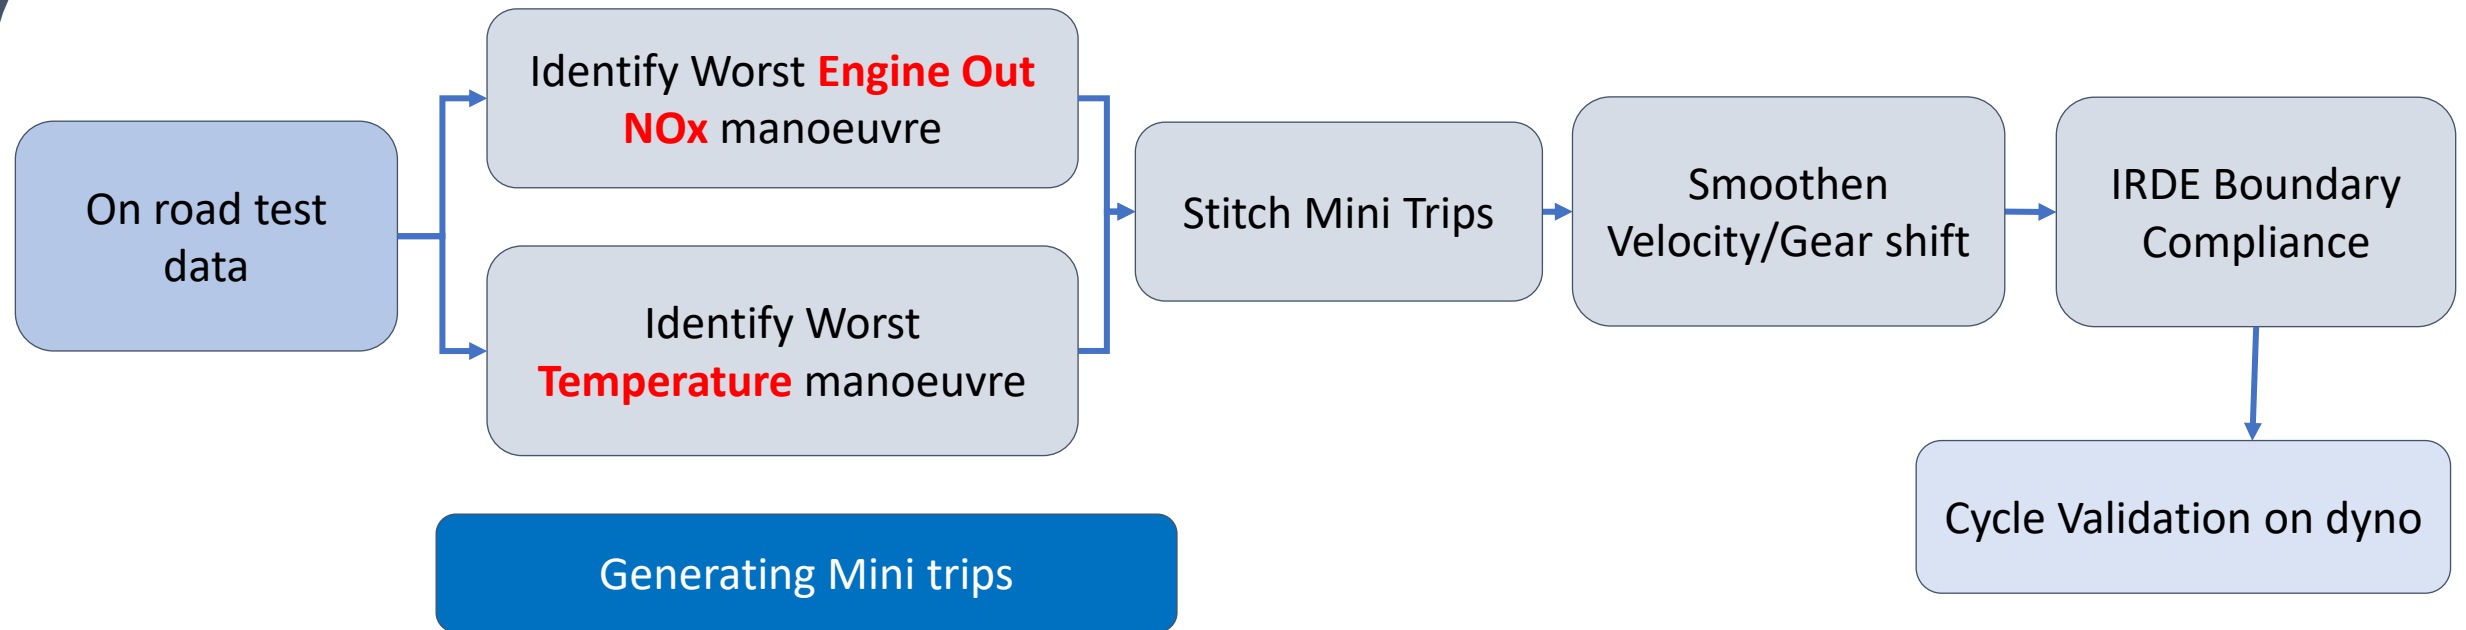 On road test
data
Identify Worst Engine Out
NOx manoeuvre
Identify Worst
Temperature manoeuvre
Generating Mini trips
Stitch Mini Trips
Smoothen
Velocity/Gear shift
IRDE Boundary
Compliance
Cycle Validation on dyno